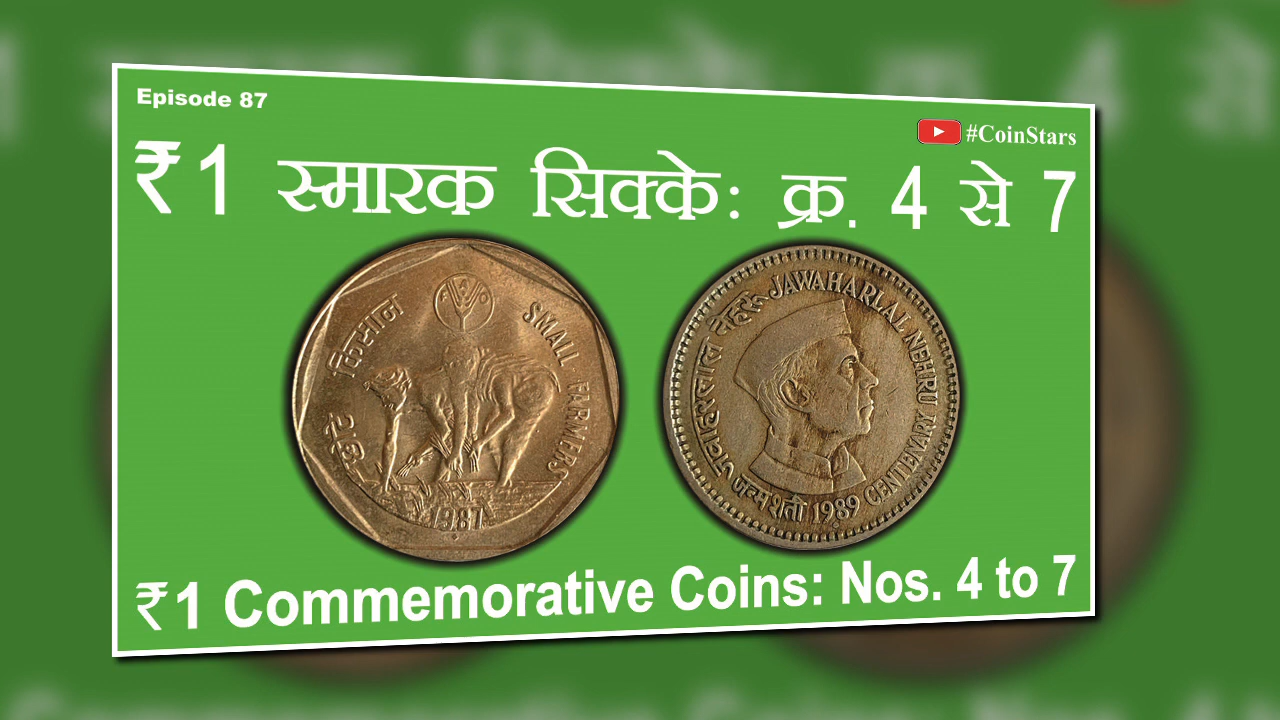 Episode 87
#CoinStars
₹1 स्मारक सिक्के: क्र. 4 से 7
किसान
FAO
SMALL FARMERS
1987
जवाहरलाल नेहरू JAWAHARLAL NEHRU
जन्मशती 1989 CENTENARY
₹1 Commemorative Coins: Nos. 4 to 7